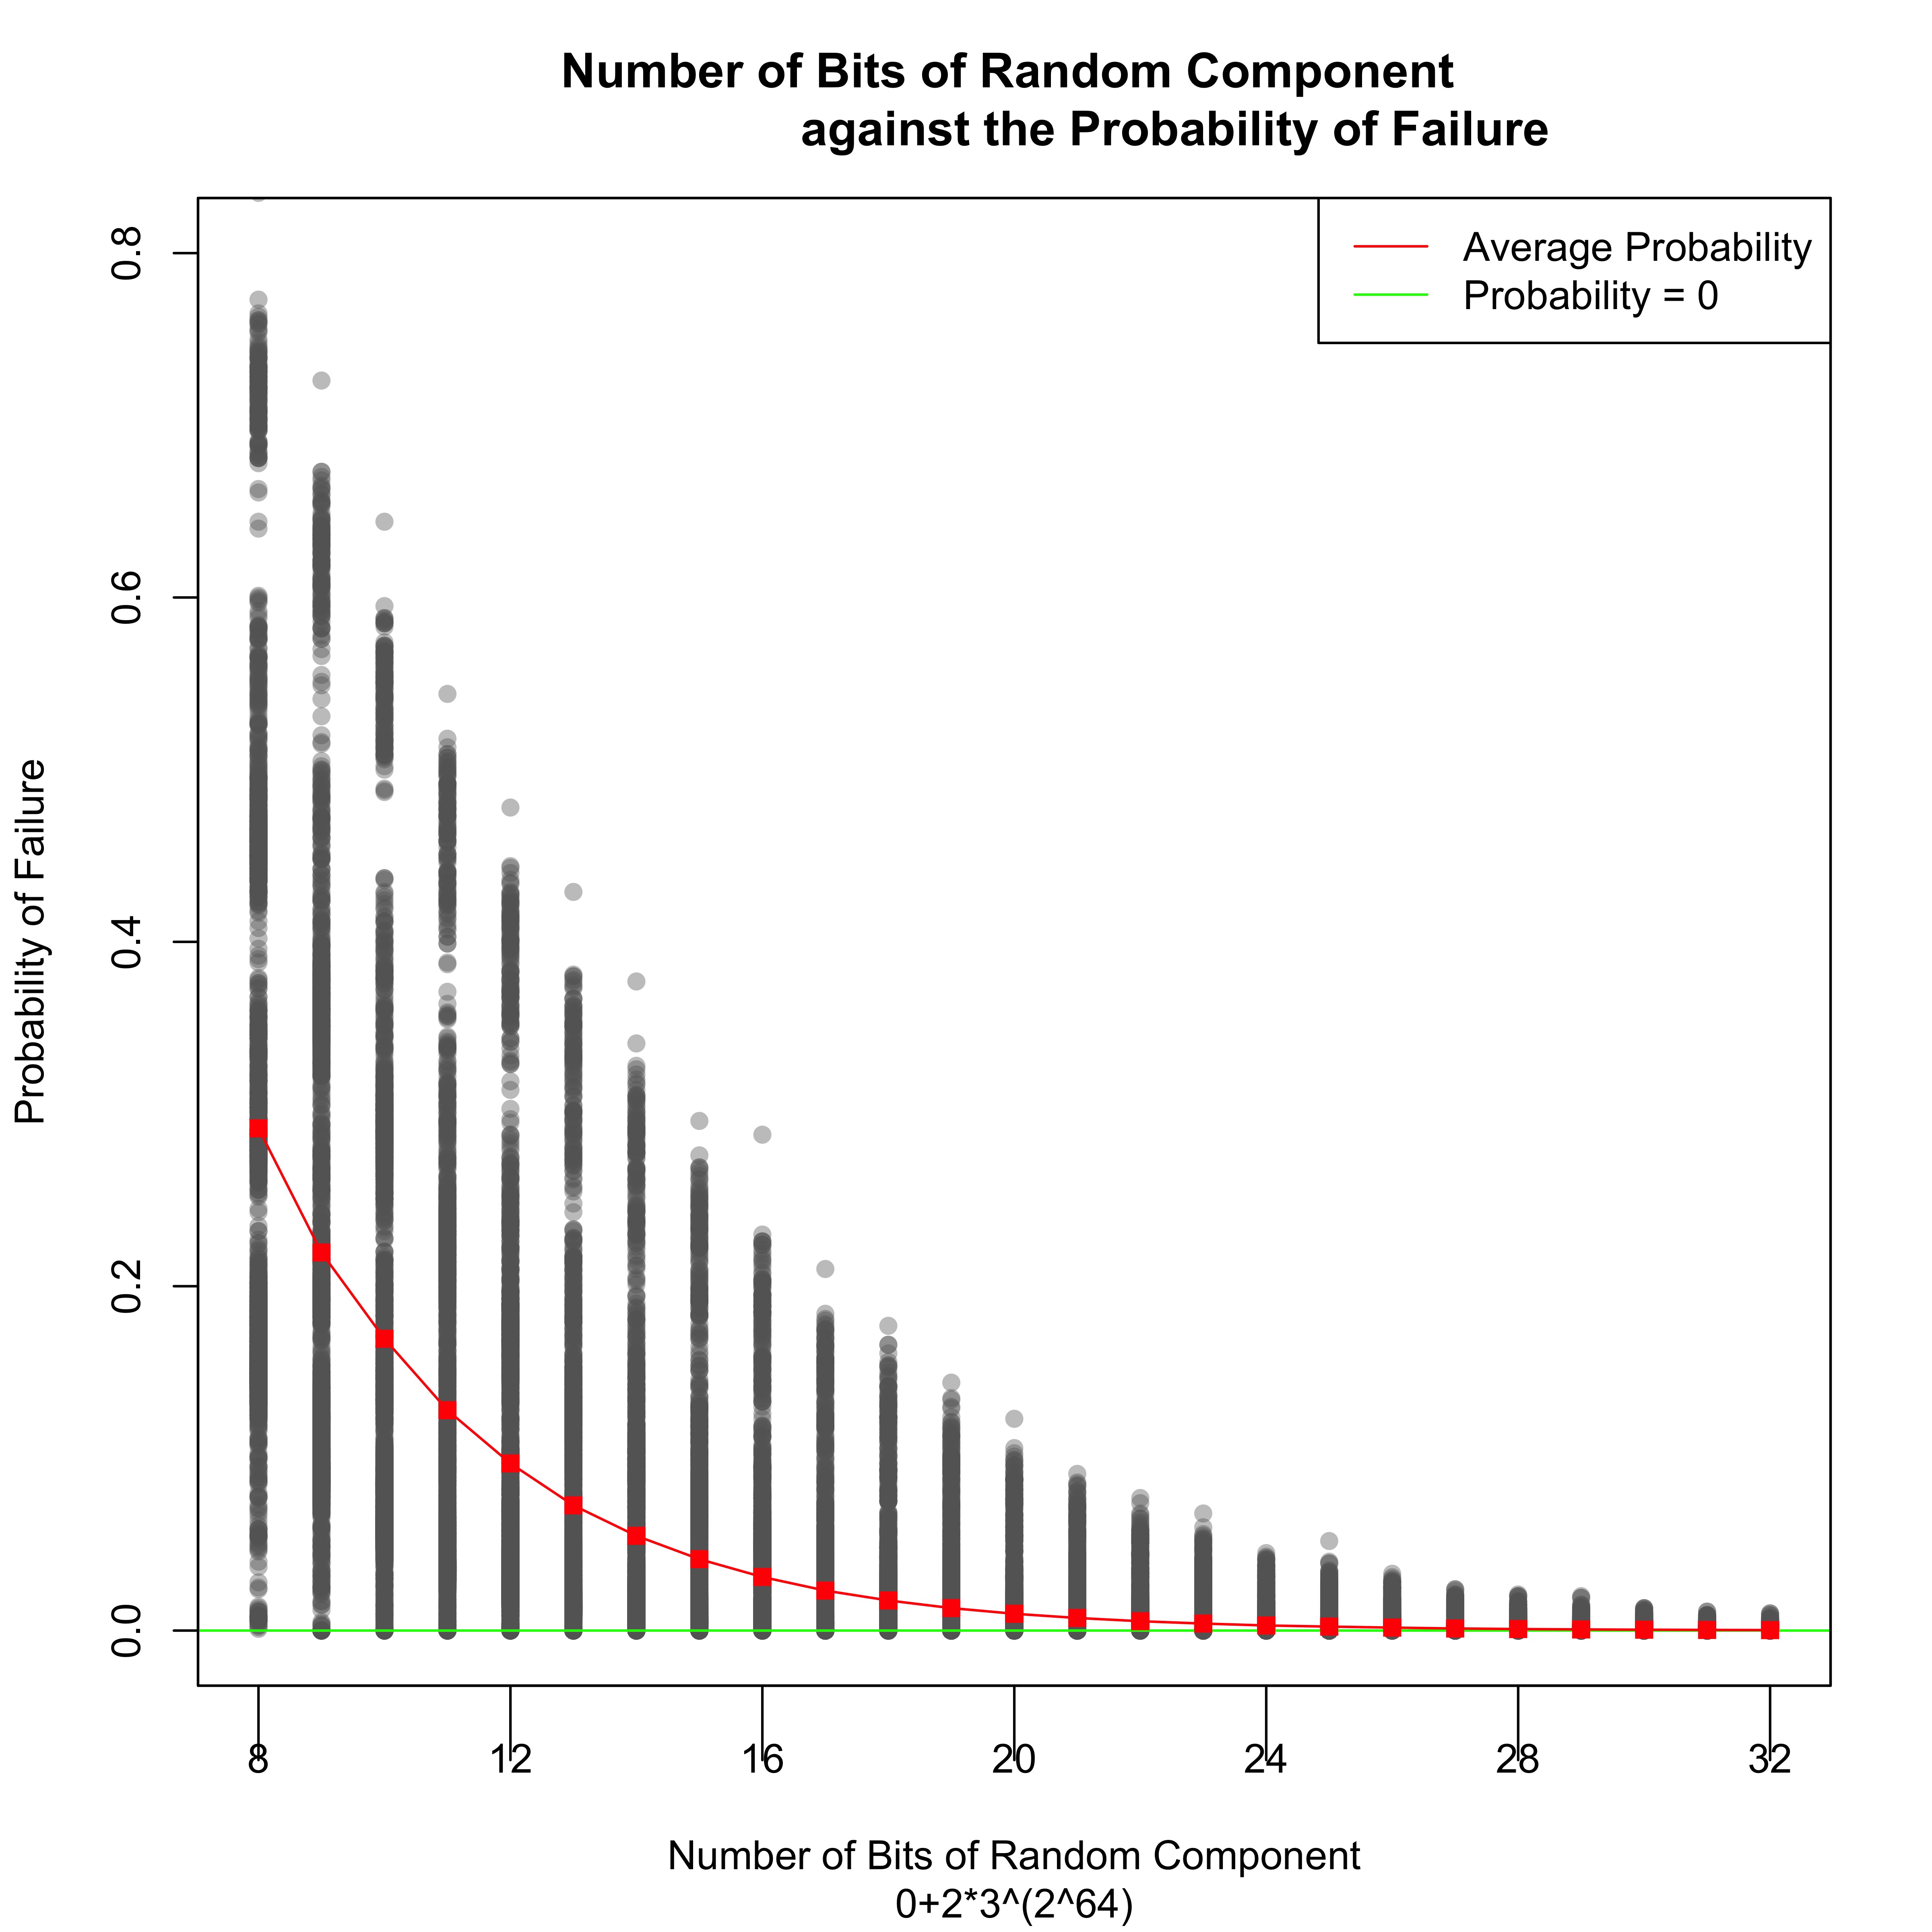 Number of Bits of Random Component
against the Probability of Failure
Average Probability
Probability = 0
Probability of Failure
0.8
0.6
0.4
0.2
0.0
8 12 16 20 24 28 32
Number of Bits of Random Component
0+2*3^(2^64)